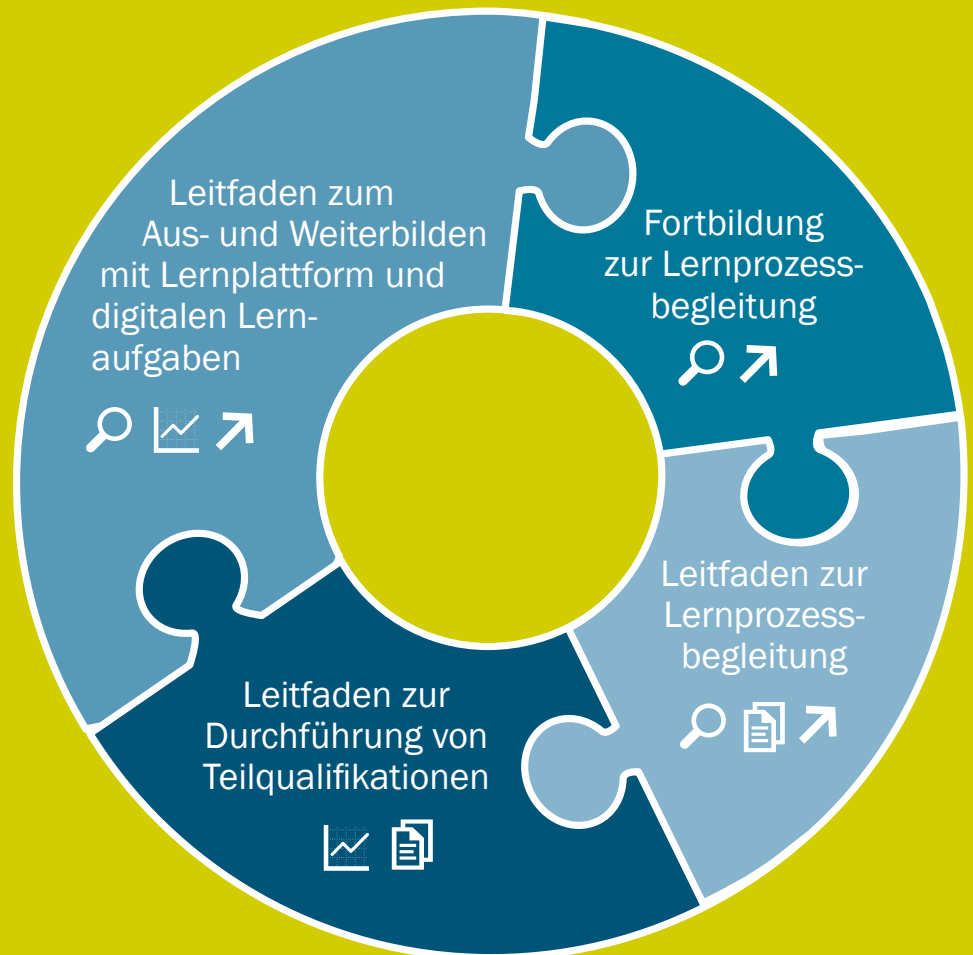 Leitfaden zum
Aus- und Weiterbilden
mit Lernplattform und
digitalen Lern-
aufgaben
Fortbildung
zur Lernprozess-
begleitung
Leitfaden zur
Lernprozess-
begleitung
Leitfaden zur
Durchführung von
Teilqualifikationen